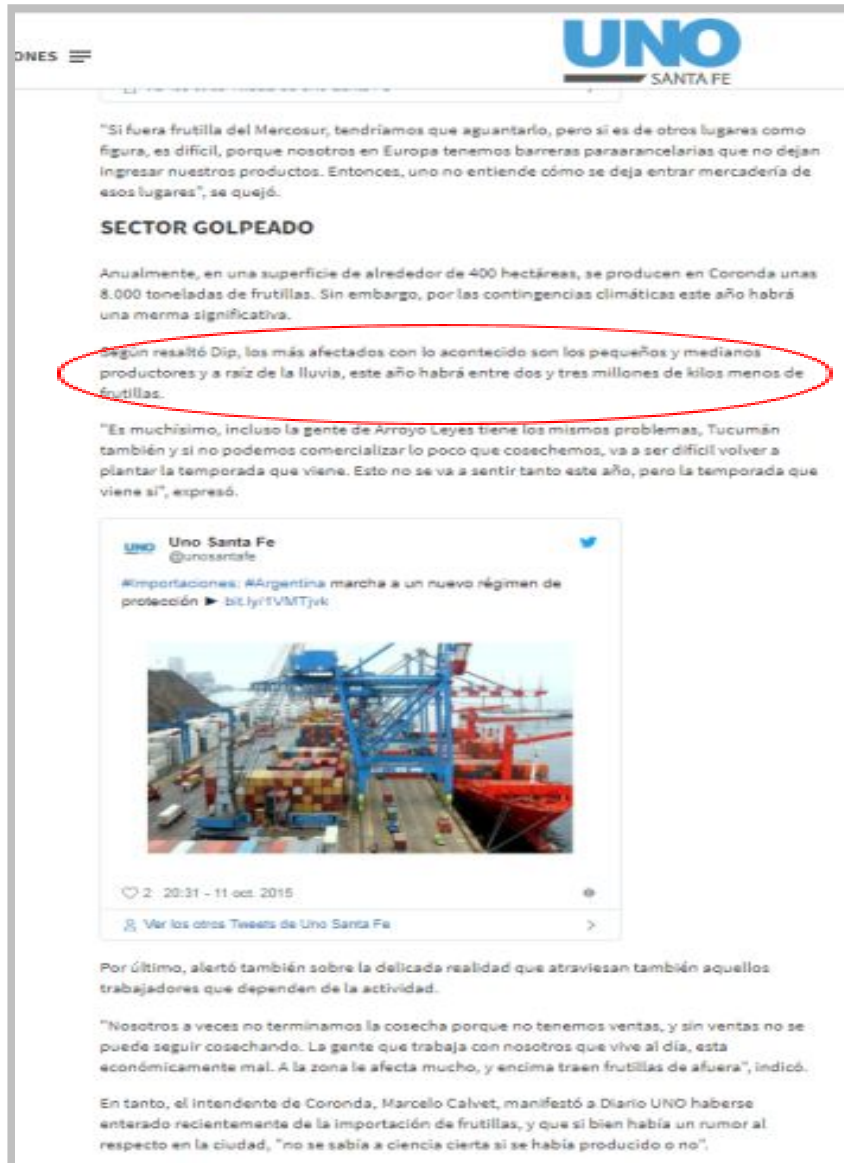 ONES
UNO
SANTA FE
"Si fuera frutilla del Mercosur, tendríamos que aguantarlo, pero si es de otros lugares como
figura, es difícil, porque nosotros en Europa tenemos barreras paraarancelarias que no dejan
ingresar nuestros productos. Entonces, uno no entiende cómo se deja entrar mercadería de
esos lugares", se quejó.
SECTOR GOLPEADO
Anualmente, en una superficie de alrededor de 400 hectáreas, se producen en Coronda unas
8.000 toneladas de frutillas. Sin embargo, por las contingencias climáticas este año habrá
una merma significativa.
Según resaltó Dip, los más afectados con lo acontecido son los pequeños y medianos
productores y a raíz de la lluvia, este año habrá entre dos y tres millones de kilos menos de
frutillas.
"Es muchísimo, incluso la gente de Arroyo Leyes tiene los mismos problemas, Tucumán
también y si no podemos comercializar lo poco que cosechemos, va a ser difícil volver a
plantar la temporada que viene. Esto no se va a sentir tanto este año, pero la temporada que
viene sí", expresó.
UNO Uno Santa Fe
@unosantafe
#Importaciones: #Argentina marcha a un nuevo régimen de
protección ► bit.ly/1VMTjvk
2 20:31 - 11 oct. 2015
Ver los otros Tweets de Uno Santa Fe
Por último, alertó también sobre la delicada realidad que atraviesan también aquellos
trabajadores que dependen de la actividad.
"Nosotros a veces no terminamos la cosecha porque no tenemos ventas, y sin ventas no se
puede seguir cosechando. La gente que trabaja con nosotros que vive al día, esta
económicamente mal. A la zona le afecta mucho, y encima traen frutillas de afuera", indicó.
En tanto, el intendente de Coronda, Marcelo Calvet, manifestó a Diario UNO haberse
enterado recientemente de la importación de frutillas, y que si bien había un rumor al
respecto en la ciudad, "no se sabía a ciencia cierta si se había producido o no".